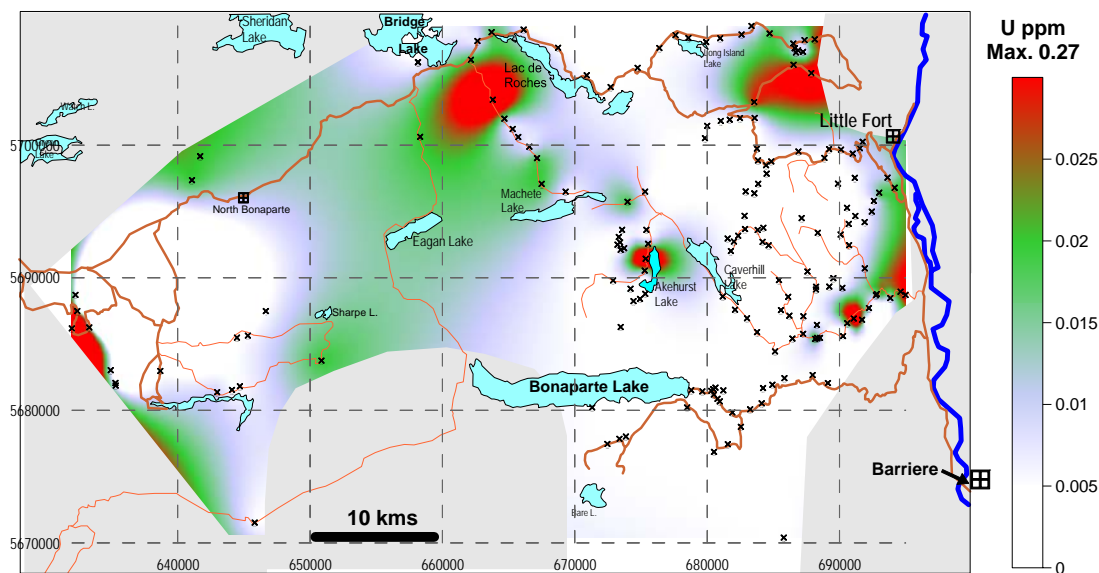 U ppm
Max. 0.27
Sheridan
Lake
Bridge
Lake
Long Island
Lake
Lac de
Roches
Little Fort
Lake
North Bonaparte
Machete
Lake
Eagan Lake
Caverhill
Lake
Akehurst
Lake
Sharpe L.
Bonaparte Lake
Barriere
10 kms
5700000
5690000
5680000
5670000
640000
650000
660000
670000
680000
690000
0.025
0.02
0.015
0.01
0.005
0